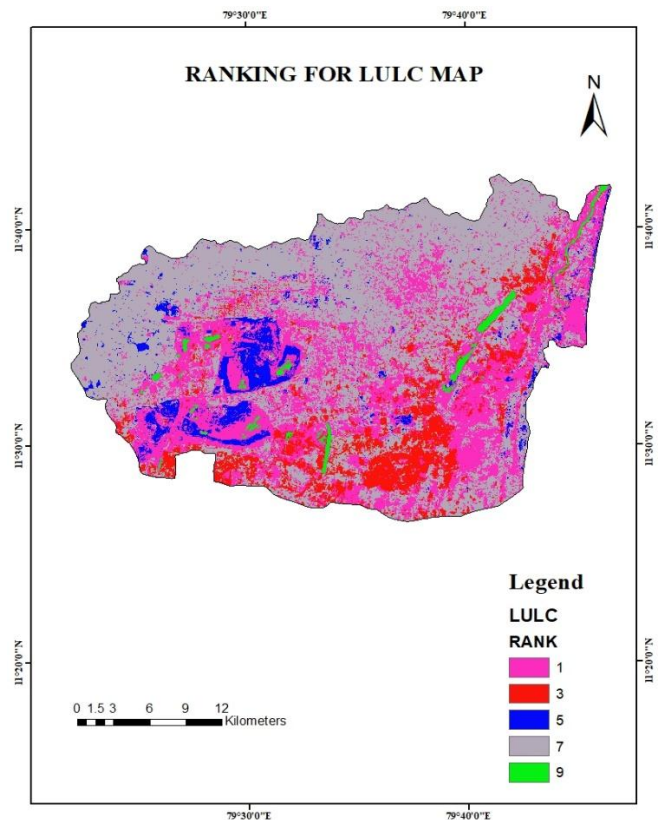 79°30'0"E 79°40'0"E
RANKING FOR LULC MAP
N
11°40'0"N 11°40'0"N
11°30'0"N 11°30'0"N
Legend
LULC
RANK
1
3
5
7
9
11°20'0"N 11°20'0"N
0 1.5 3 6 9 12
Kilometers
79°30'0"E 79°40'0"E